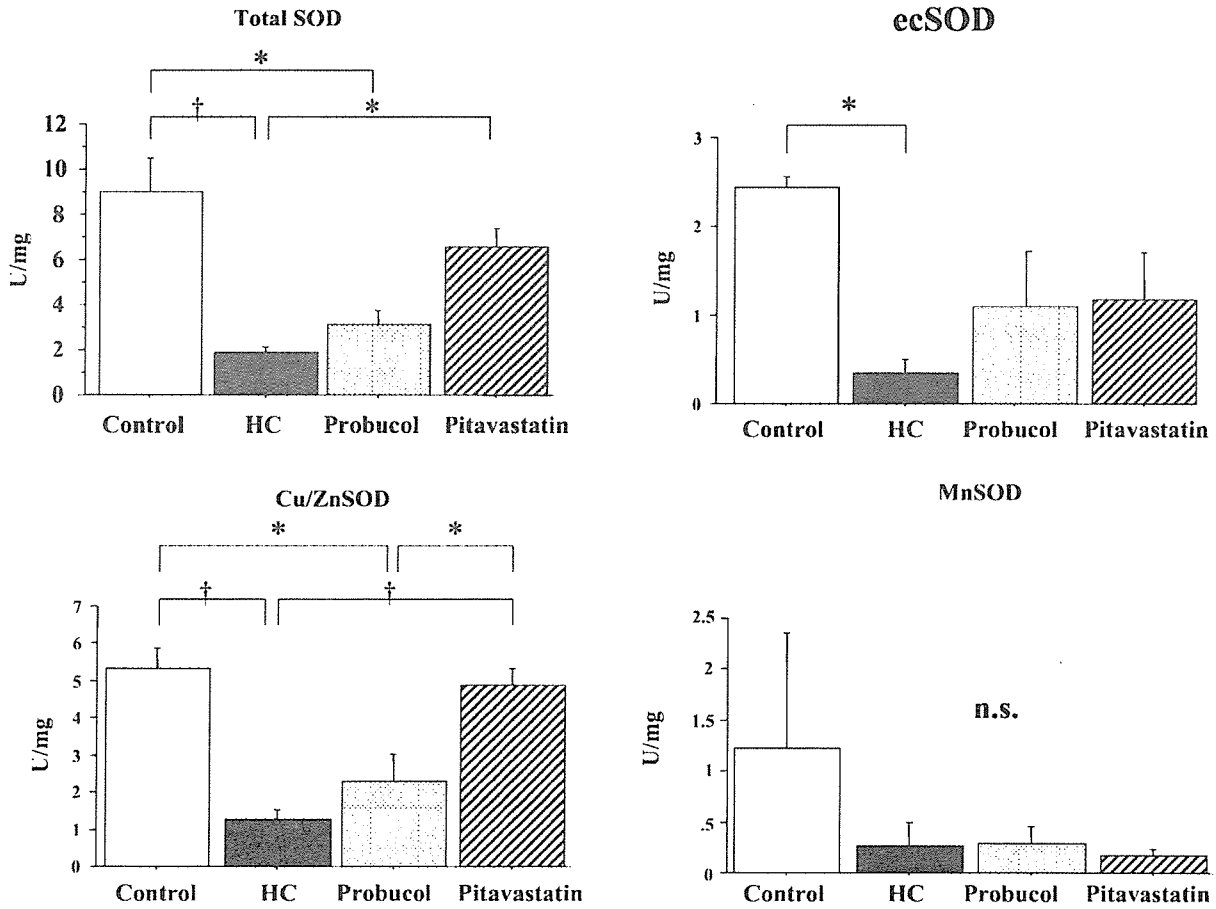 Total SOD
*
†
*
12
10
8
6
4
2
0
U/mg
Control HC Probucol Pitavastatin
ecSOD
*
3
2
1
0
U/mg
Control HC Probucol Pitavastatin
Cu/ZnSOD
*
*
†
†
7
6
5
4
3
2
1
0
U/mg
Control HC Probucol Pitavastatin
MnSOD
2.5
2
1.5
1
.5
0
U/mg
n.s.
Control HC Probucol Pitavastatin